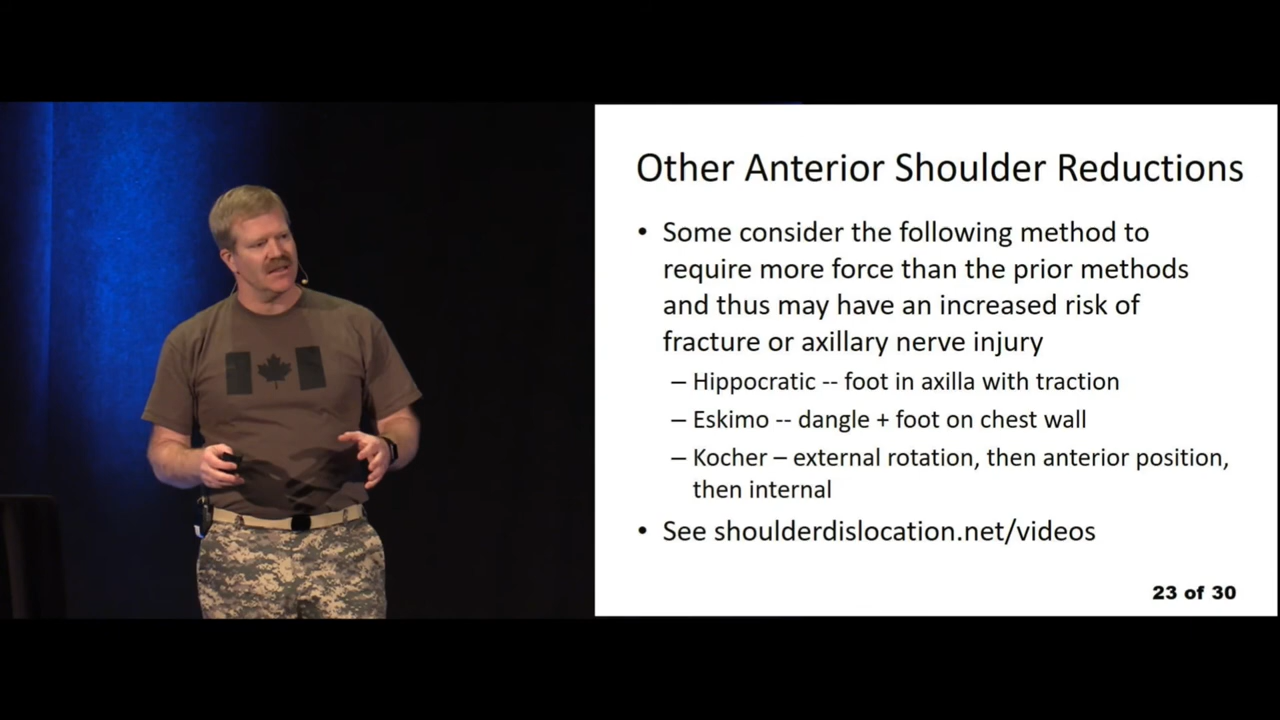 Other Anterior Shoulder Reductions
• Some consider the following method to
require more force than the prior methods
and thus may have an increased risk of
fracture or axillary nerve injury
– Hippocratic -- foot in axilla with traction
– Eskimo -- dangle + foot on chest wall
– Kocher – external rotation, then anterior position,
then internal
• See shoulderdislocation.net/videos
23 of 30